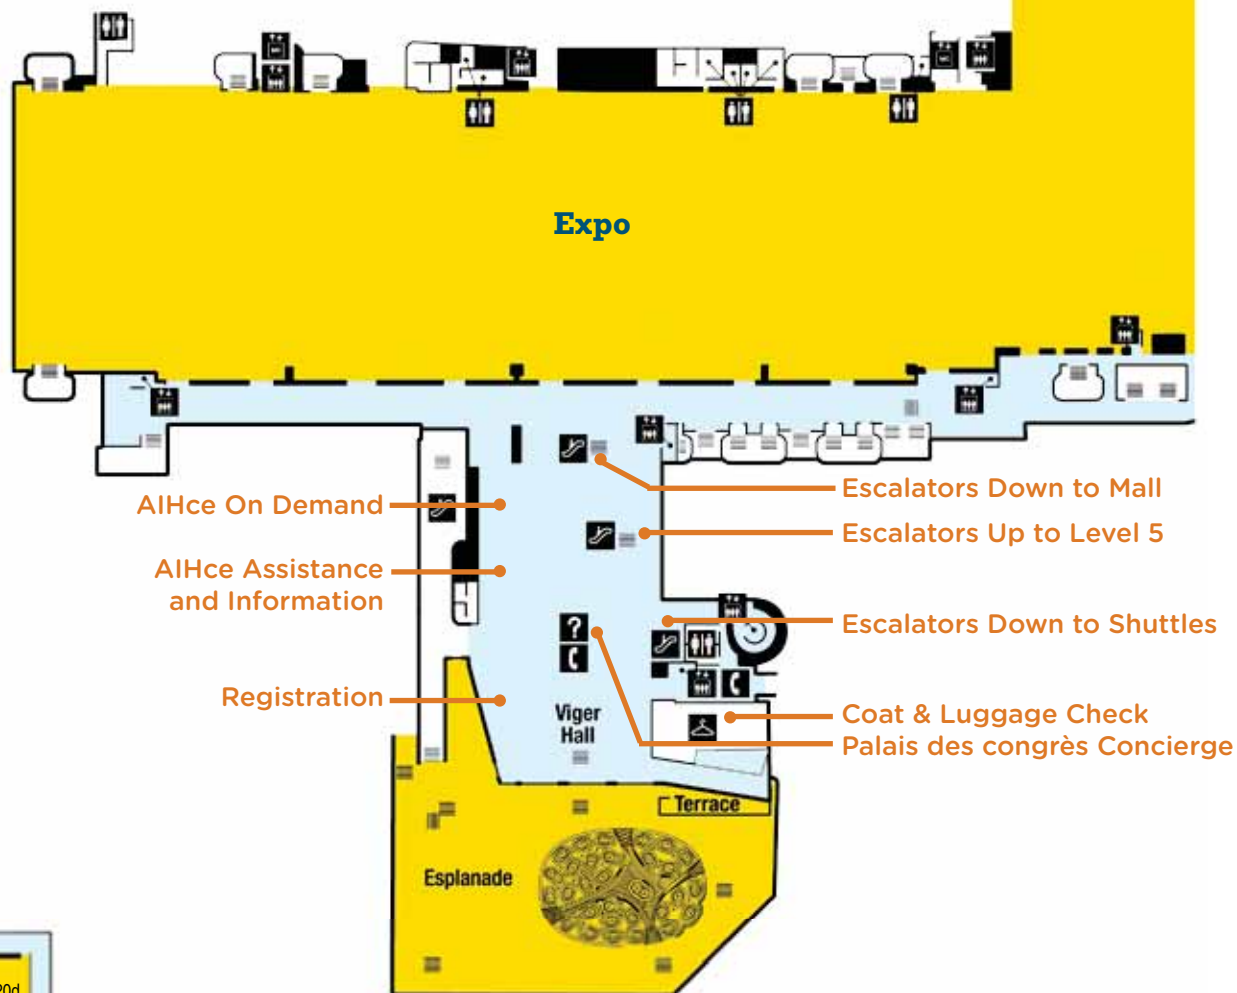 Expo
Escalators Down to Mall
AIHce On Demand
Escalators Up to Level 5
AIHce Assistance
and Information
?
Escalators Down to Shuttles
Registration
Viger
Hall
Coat & Luggage Check
Palais des congrès Concierge
Terrace
Esplanade
20d